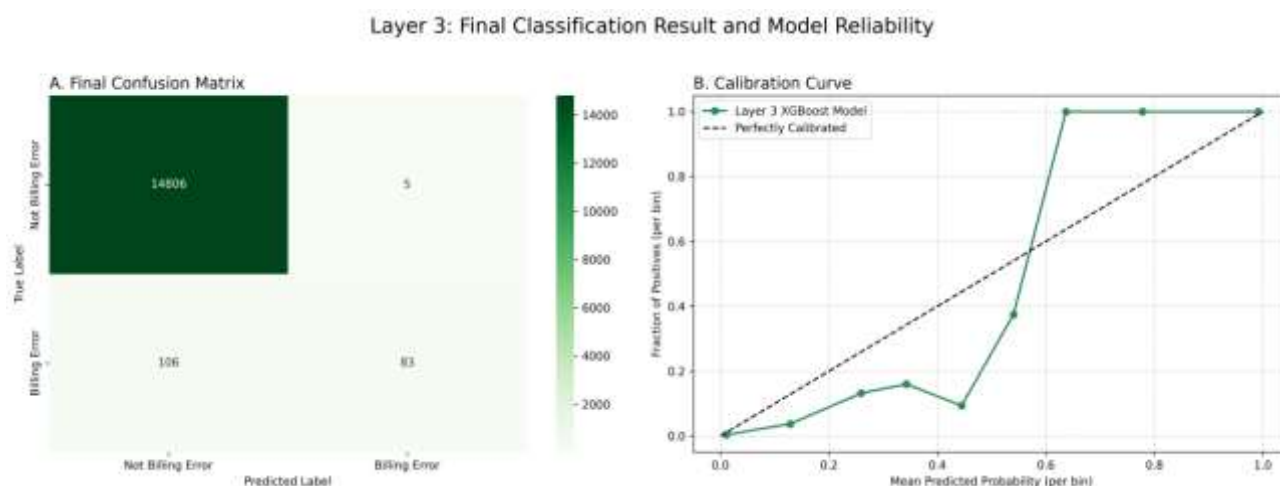 Layer 3: Final Classification Result and Model Reliability
A. Final Confusion Matrix
True Label
Not Billing Error
Billing Error
14806
5
106
83
Not Billing Error
Billing Error
Predicted Label
14000
12000
10000
8000
6000
4000
2000
B. Calibration Curve
Layer 3 XGBoost Model
Perfectly Calibrated
Fraction of Positives (per bin)
1.0
0.8
0.6
0.4
0.2
0.0
0.0
0.2
0.4
0.6
0.8
1.0
Mean Predicted Probability (per bin)